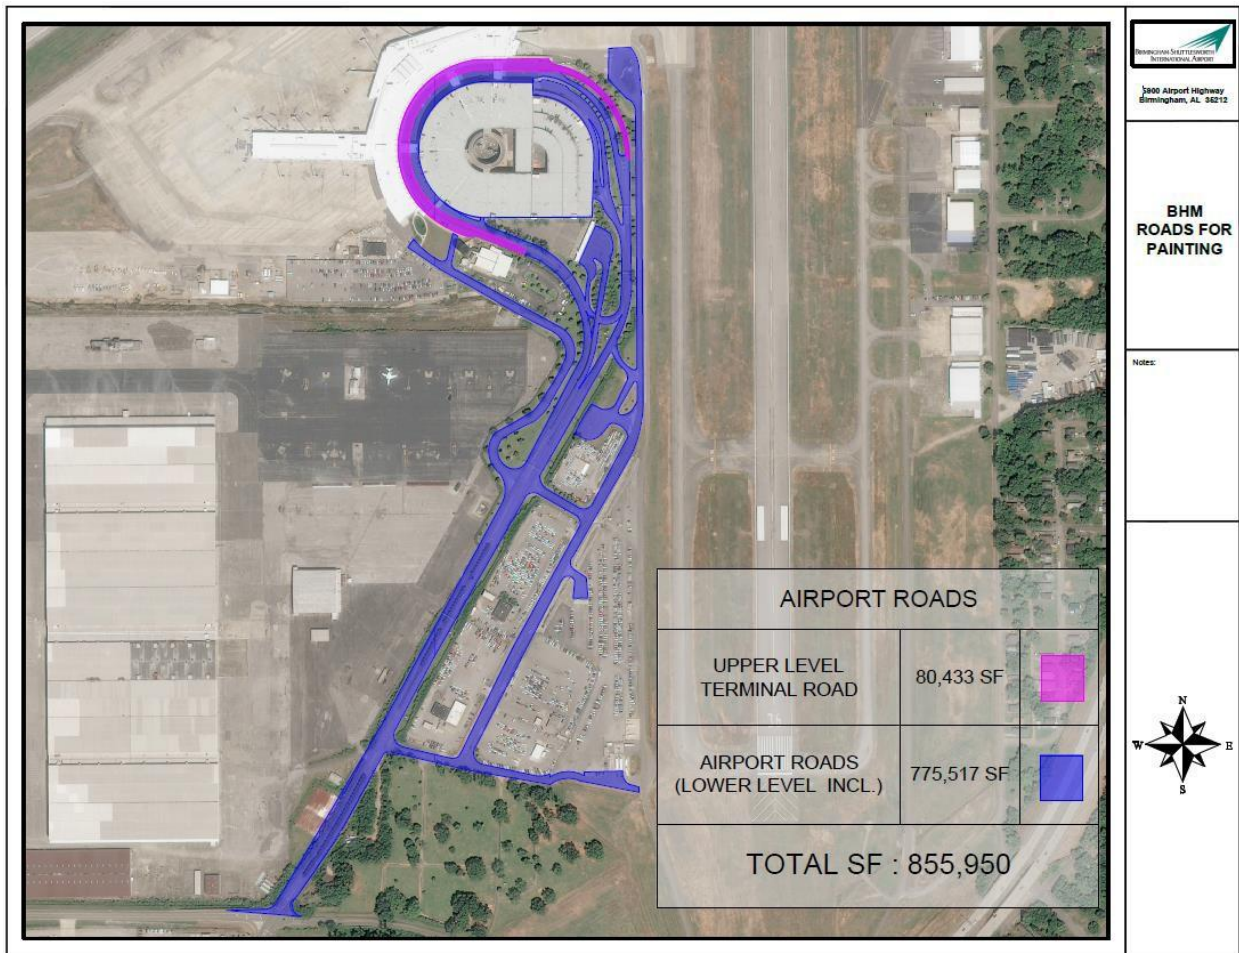 BIRMINGHAM-SHUTTLESWORTH
INTERNATIONAL AIRPORT
5900 Airport Highway
Birmingham, AL 35212
BHM
ROADS FOR
PAINTING
Notes:
AIRPORT ROADS
UPPER LEVEL
TERMINAL ROAD
80,433 SF
AIRPORT ROADS
(LOWER LEVEL INCL.)
775,517 SF
TOTAL SF : 855,950
N
W
E
S